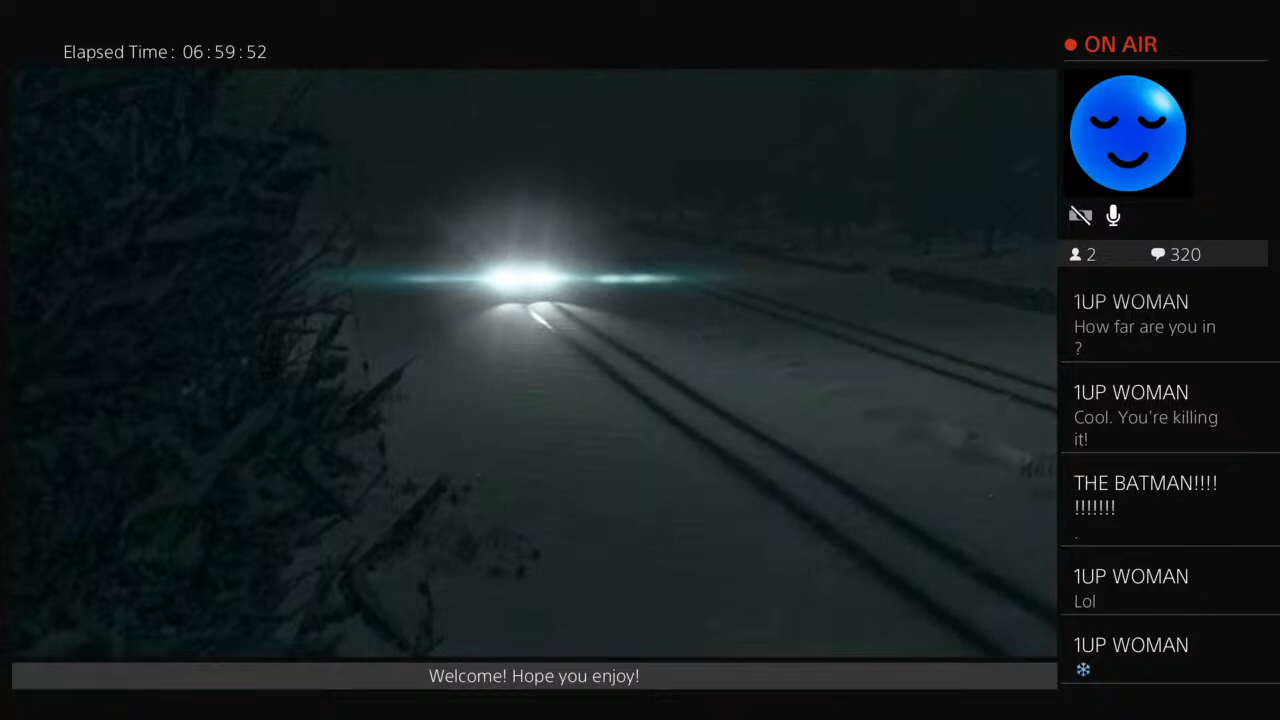 Elapsed Time: 06:59:52
ON AIR
2 320
1UP WOMAN
How far are you in
?
1UP WOMAN
Cool. You're killing
it!
THE BATMAN!!!!
!!!!!!!
.
1UP WOMAN
Lol
1UP WOMAN
❄
Welcome! Hope you enjoy!